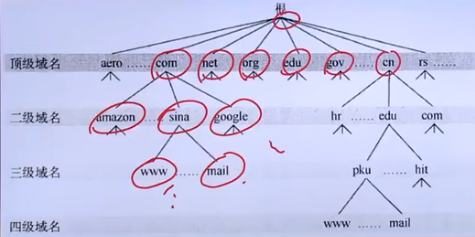 根
顶级域名 aero com net org edu gov cn rs
二级域名 amazon sina google hr edu com
三级域名 www mail pku hit
四级域名 www mail